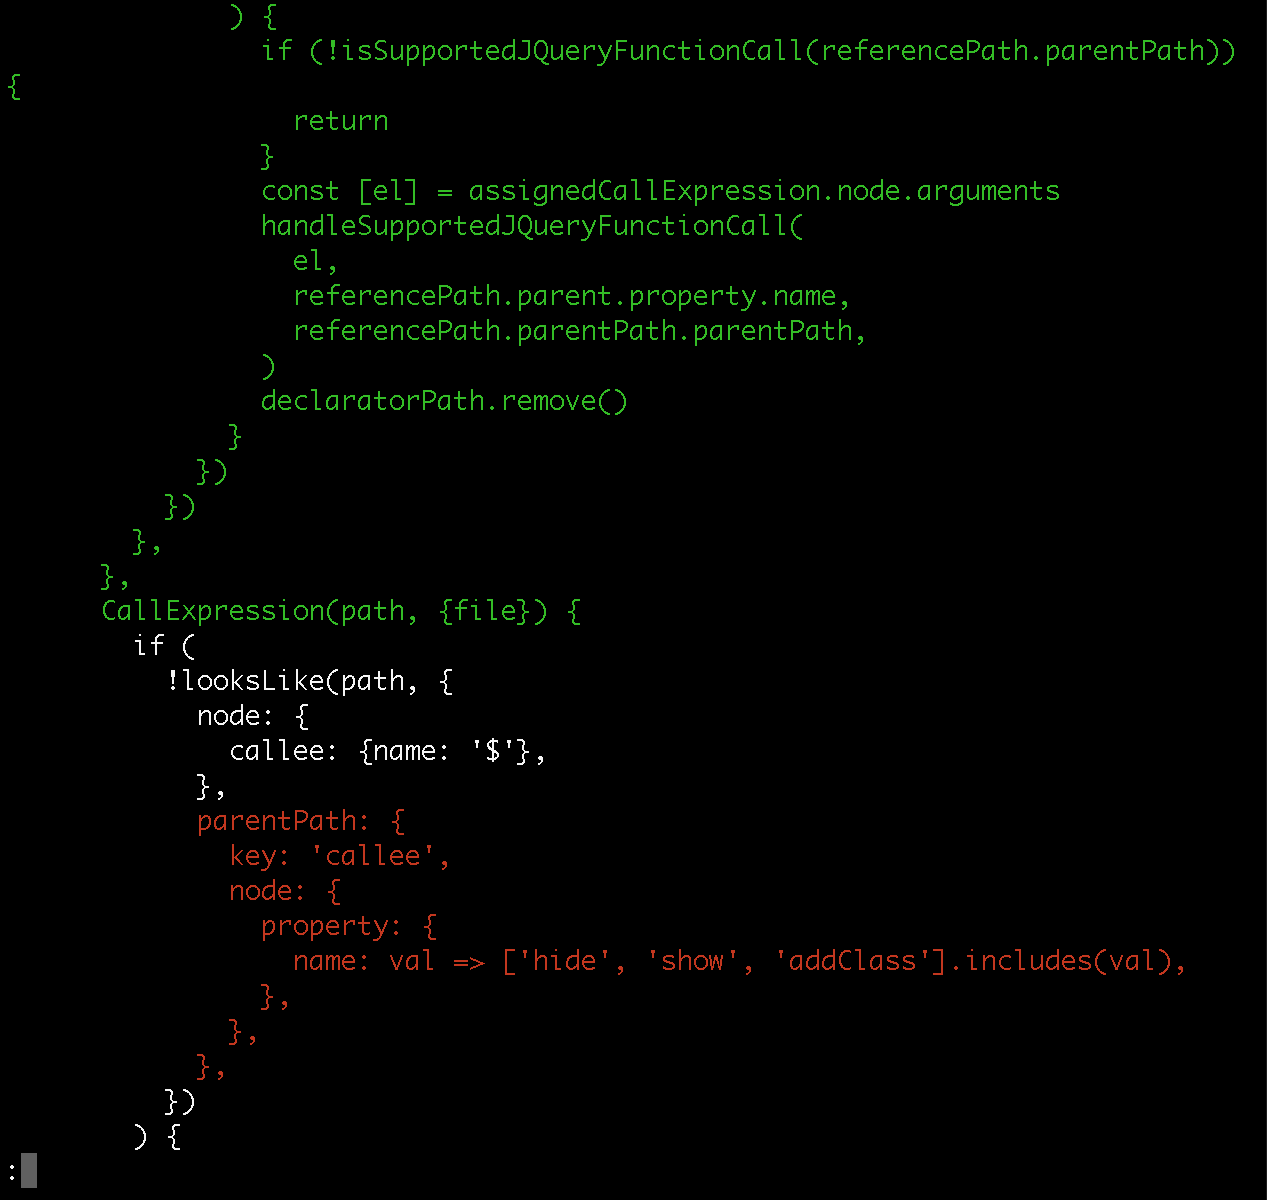 ) {
if (!isSupportedJQueryFunctionCall(referencePath.parentPath))
{
return
}
const [el] = assignedCallExpression.node.arguments
handleSupportedJQueryFunctionCall(
el,
referencePath.parent.property.name,
referencePath.parentPath.parentPath,
)
declaratorPath.remove()
}
})
})
},
},
CallExpression(path, {file}) {
if (
!looksLike(path, {
node: {
callee: {name: '$'},
},
parentPath: {
key: 'callee',
node: {
property: {
name: val => ['hide', 'show', 'addClass'].includes(val),
},
},
},
})
) {
: